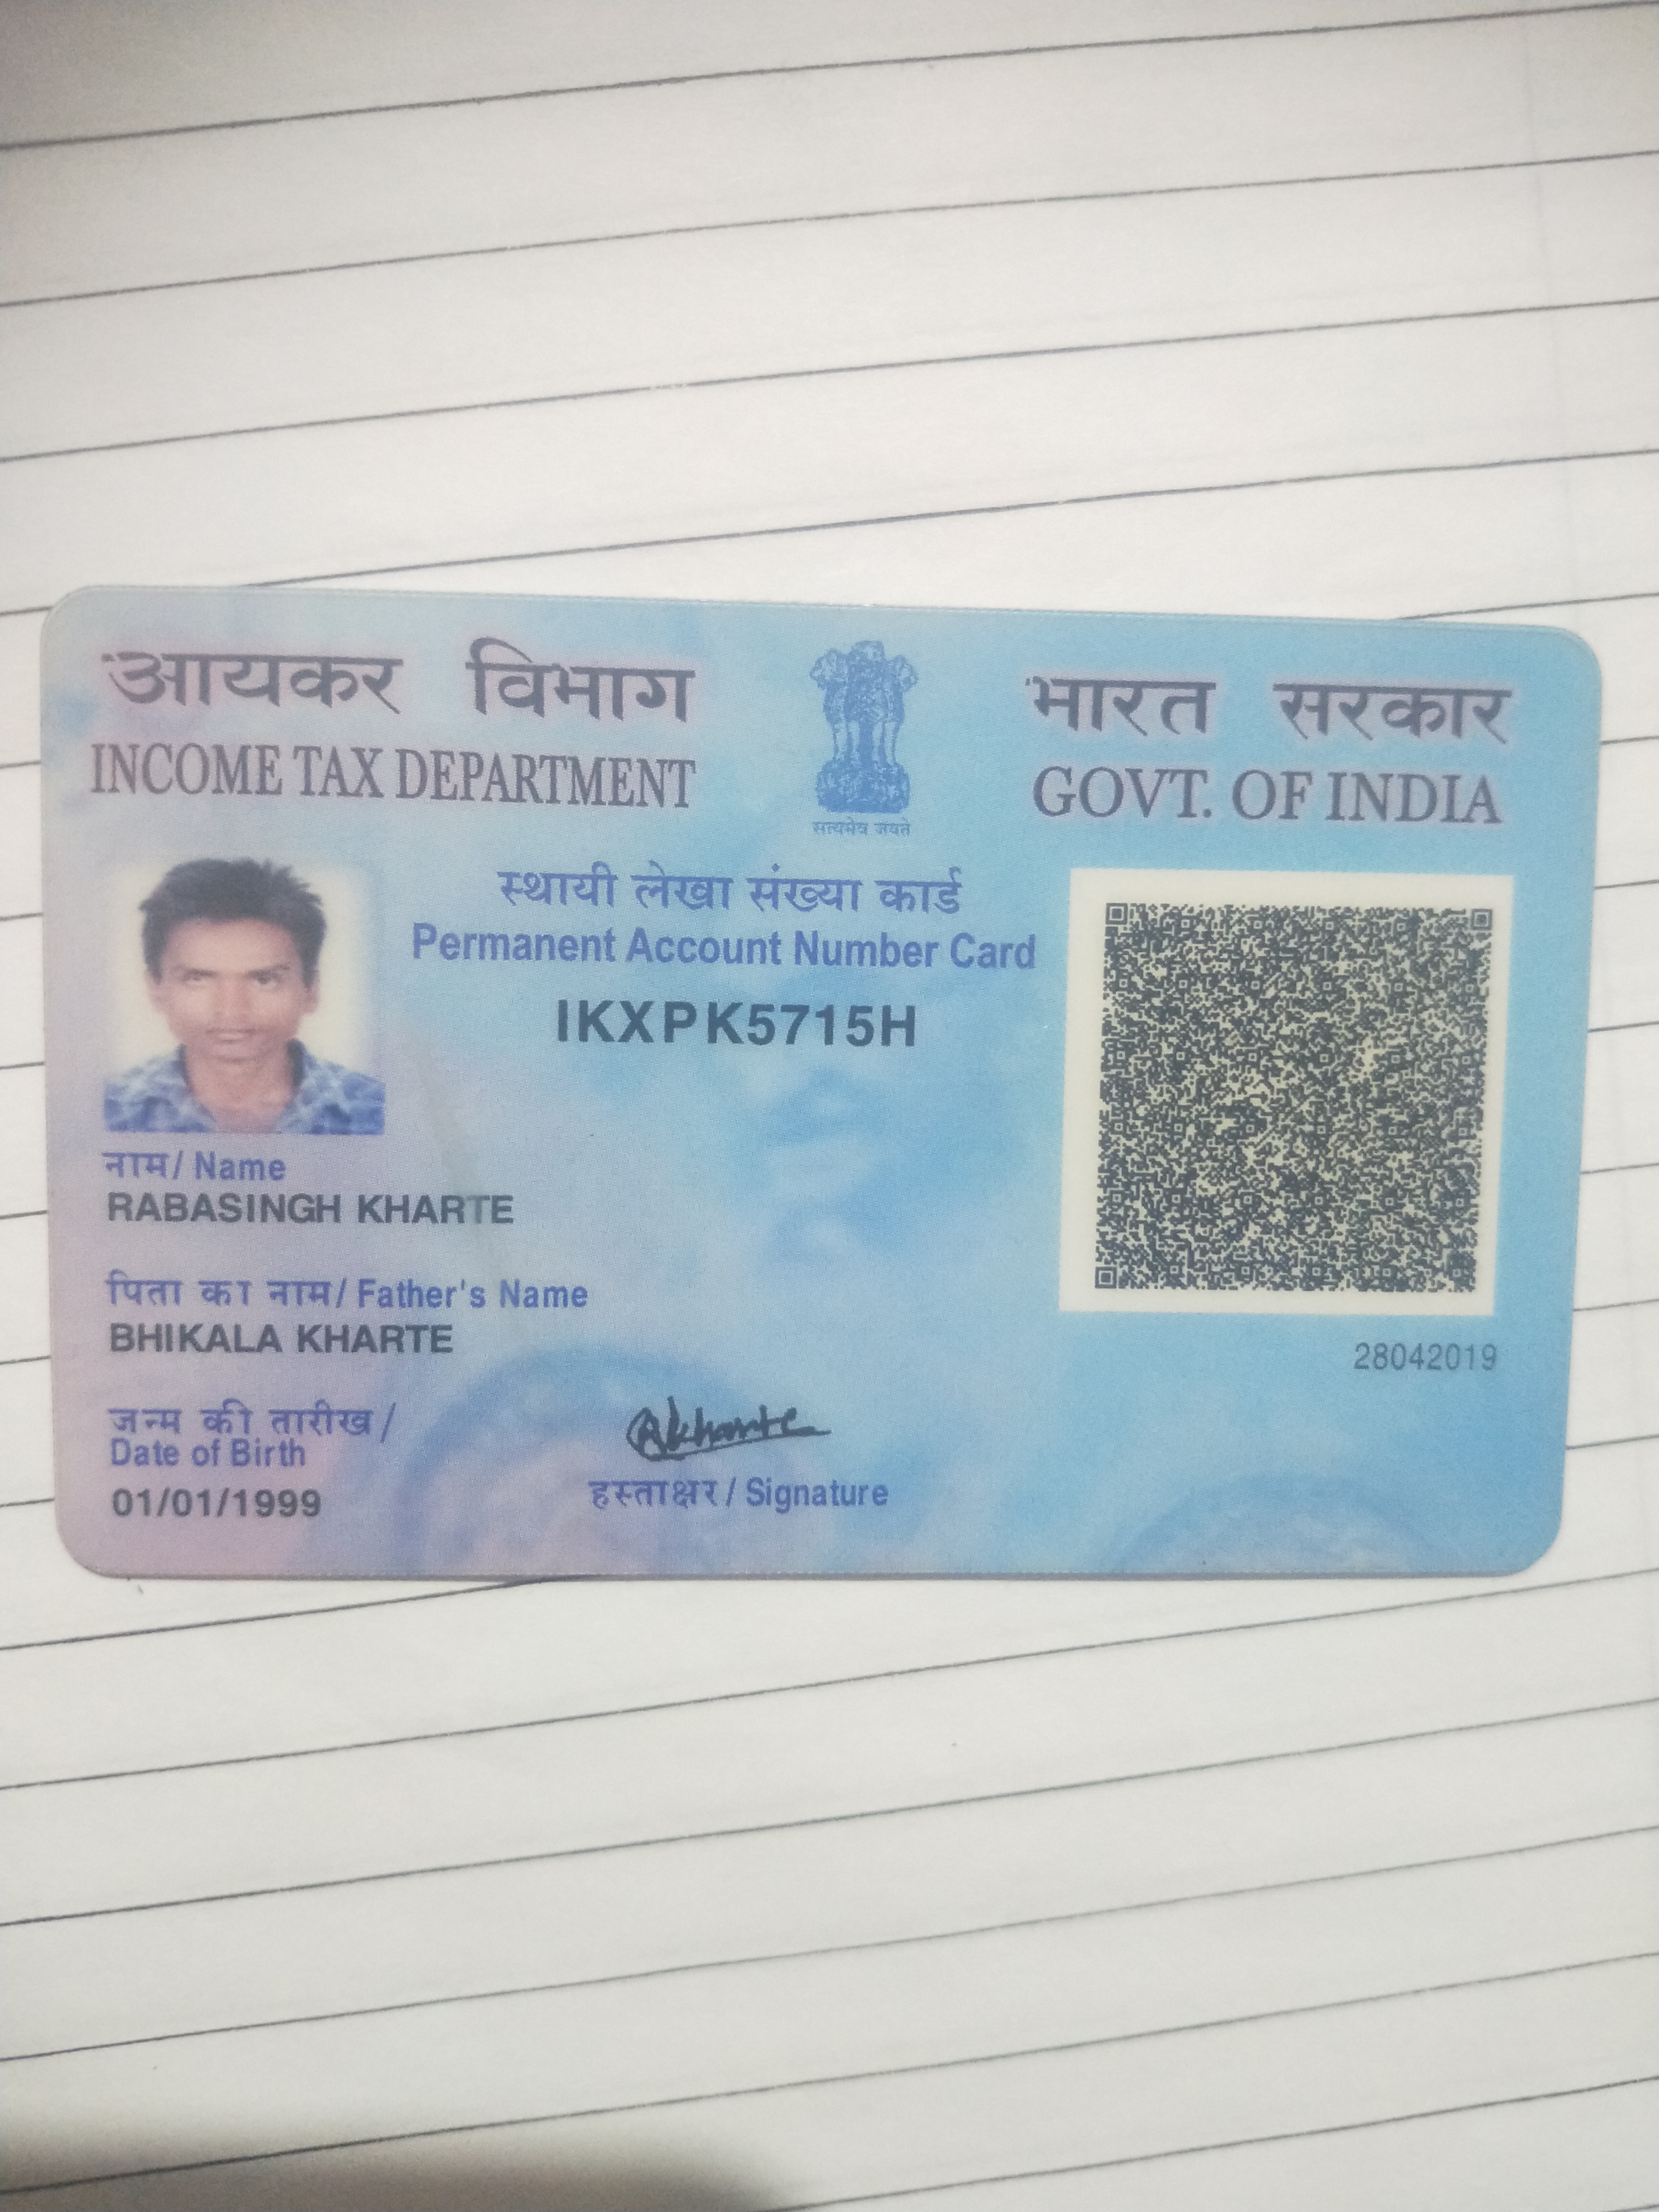 आयकर विभाग
INCOME TAX DEPARTMENT
सत्यमेव जयते
भारत सरकार
GOVT. OF INDIA
स्थायी लेखा संख्या कार्ड
Permanent Account Number Card
IKXPK5715H
नाम / Name
RABASINGH KHARTE
पिता का नाम / Father's Name
BHIKALA KHARTE
जन्म की तारीख /
Date of Birth
01/01/1999
RKharte
हस्ताक्षर / Signature
28042019